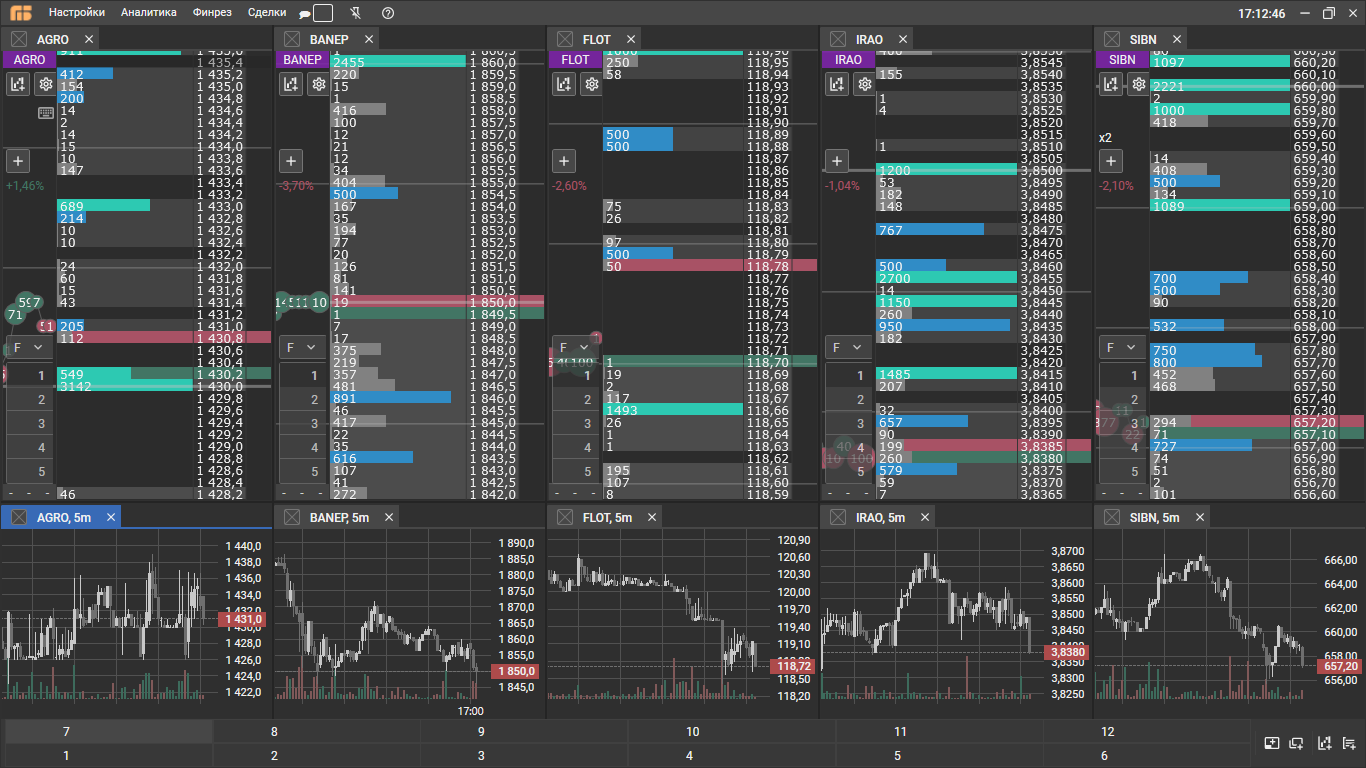 Настройки Аналитика Финрез Сделки 17:12:46
AGRO
AGRO
+1,46%
1 435,4
412 1 435,2
154 1 435,0
200 1 434,8
14 1 434,6
2 1 434,4
14 1 434,2
15 1 434,0
10 1 433,8
147 1 433,6
1 433,4
1 433,2
689 1 433,0
214 1 432,8
10 1 432,6
10 1 432,4
1 432,2
24 1 432,0
60 1 431,8
15 1 431,6
597 43 1 431,4
71 1 431,2
51 205 1 431,0
112 1 430,8
F 1 430,6
1 430,4
1 549 1 430,2
3142 1 430,0
2 1 429,8
1 429,6
3 1 429,4
1 429,2
4 1 429,0
1 428,8
5 1 428,6
1 428,4
- - - 46 1 428,2
BANEP
BANEP
-3,70%
2455 1 860,0
220 1 859,5
15 1 859,0
1 1 858,5
416 1 858,0
100 1 857,5
12 1 857,0
21 1 856,5
12 1 856,0
34 1 855,5
404 1 855,0
500 1 854,5
167 1 854,0
35 1 853,5
194 1 853,0
77 1 852,5
20 1 852,0
126 1 851,5
81 1 851,0
141 1 850,5
10 19 1 850,0
1 1 849,5
7 1 849,0
17 1 848,5
F 375 1 848,0
219 1 847,5
1 357 1 847,0
481 1 846,5
2 891 1 846,0
46 1 845,5
3 417 1 845,0
22 1 844,5
4 35 1 844,0
616 1 843,5
5 107 1 843,0
41 1 842,5
- - - 272 1 842,0
FLOT
FLOT
-2,60%
250 118,95
58 118,94
118,93
118,92
118,91
118,90
500 118,89
500 118,88
118,87
118,86
118,85
118,84
75 118,83
26 118,82
118,81
97 118,80
500 118,79
50 118,78
118,77
118,76
118,75
118,74
118,73
118,72
F 118,71
1 118,70
1 19 118,69
2 118,68
2 117 118,67
1493 118,66
3 26 118,65
1 118,64
4 1 118,63
118,62
5 195 118,61
107 118,60
- - - 8 118,59
IRAO
IRAO
-1,04%
3,8545
155 3,8540
3,8535
1 3,8530
4 3,8525
3,8520
3,8515
1 3,8510
3,8505
1200 3,8500
53 3,8495
182 3,8490
148 3,8485
3,8480
767 3,8475
3,8470
3,8465
500 3,8460
2700 3,8455
14 3,8450
1150 3,8445
260 3,8440
950 3,8435
182 3,8430
F 3,8425
3,8420
1 1485 3,8415
207 3,8410
2 3,8405
32 3,8400
3 657 3,8395
90 3,8390
40 4 199 3,8385
10 100 260 3,8380
5 579 3,8375
59 3,8370
- - - 7 3,8365
SIBN
SIBN
x2
-2,10%
1097 660,20
660,10
2221 660,00
2 659,90
1000 659,80
418 659,70
659,60
659,50
14 659,40
408 659,30
500 659,20
134 659,10
1089 659,00
658,90
658,80
658,70
658,60
658,50
700 658,40
500 658,30
90 658,20
658,10
532 658,00
657,90
F 750 657,80
800 657,70
1 452 657,60
468 657,50
2 657,40
11 657,30
3 294 657,20
22 71 657,10
4 727 657,00
74 656,90
5 51 656,80
2 656,70
- - - 101 656,60
AGRO, 5m
1 440,0
1 438,0
1 436,0
1 434,0
1 432,0
1 431,0
1 430,0
1 428,0
1 426,0
1 424,0
1 422,0
BANEP, 5m
1 890,0
1 885,0
1 880,0
1 875,0
1 870,0
1 865,0
1 860,0
1 855,0
1 850,0
1 845,0
17:00
FLOT, 5m
120,90
120,60
120,30
120,00
119,70
119,40
119,10
118,72
118,50
118,20
IRAO, 5m
3,8700
3,8650
3,8600
3,8550
3,8500
3,8450
3,8400
3,8380
3,8350
3,8300
3,8250
SIBN, 5m
666,00
664,00
662,00
660,00
658,00
657,20
656,00
7 8 9 10 11 12
1 2 3 4 5 6